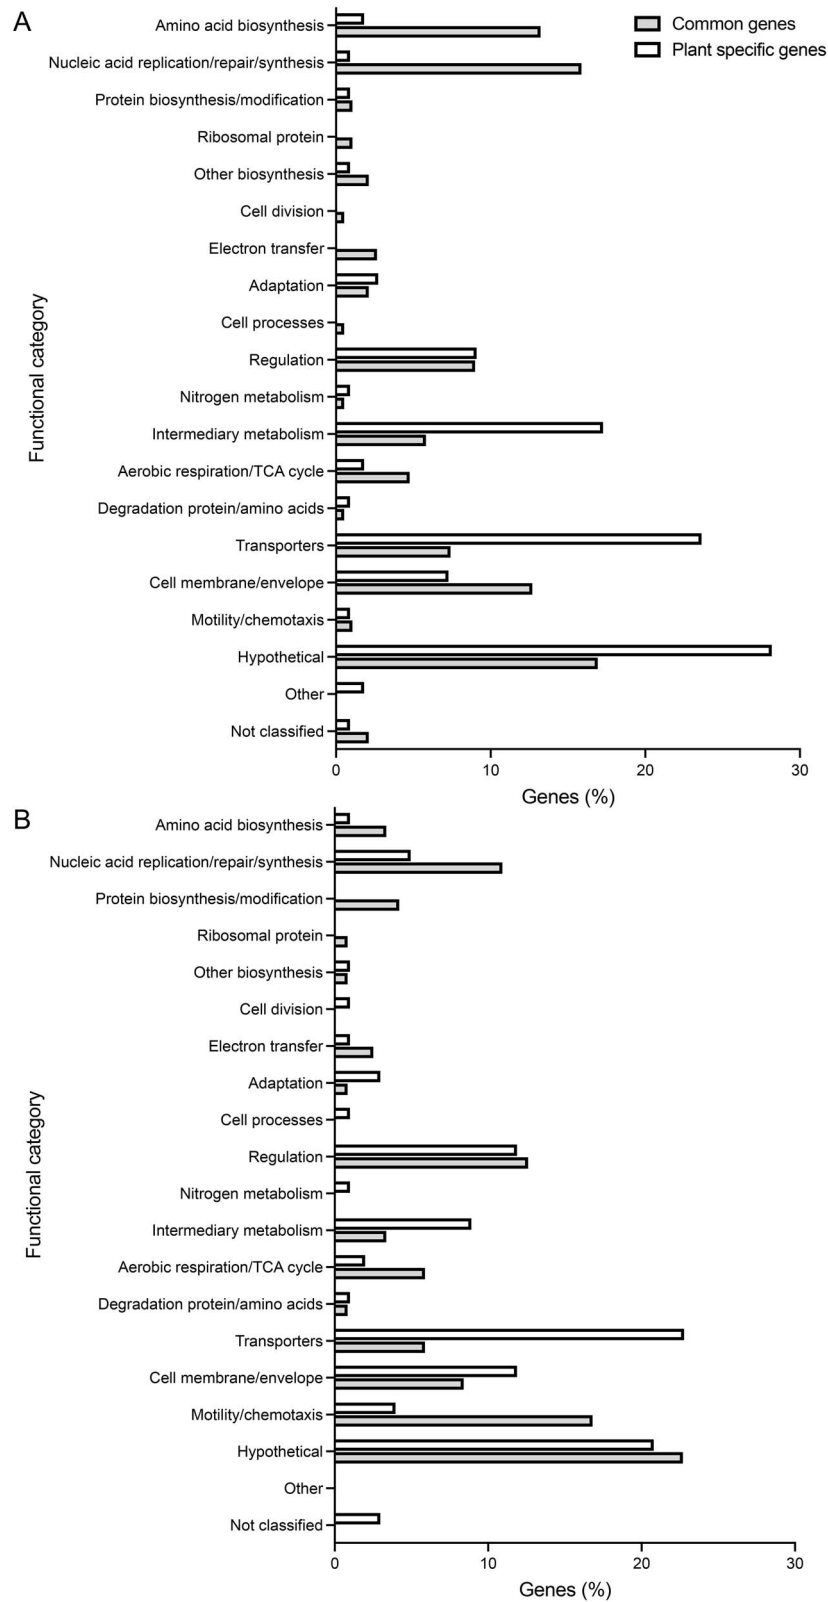 A
Common genes
Plant specific genes
Functional category
Amino acid biosynthesis
Nucleic acid replication/repair/synthesis
Protein biosynthesis/modification
Ribosomal protein
Other biosynthesis
Cell division
Electron transfer
Adaptation
Cell processes
Regulation
Nitrogen metabolism
Intermediary metabolism
Aerobic respiration/TCA cycle
Degradation protein/amino acids
Transporters
Cell membrane/envelope
Motility/chemotaxis
Hypothetical
Other
Not classified
0 10 20 30
Genes (%)
B
Functional category
Amino acid biosynthesis
Nucleic acid replication/repair/synthesis
Protein biosynthesis/modification
Ribosomal protein
Other biosynthesis
Cell division
Electron transfer
Adaptation
Cell processes
Regulation
Nitrogen metabolism
Intermediary metabolism
Aerobic respiration/TCA cycle
Degradation protein/amino acids
Transporters
Cell membrane/envelope
Motility/chemotaxis
Hypothetical
Other
Not classified
0 10 20 30
Genes (%)